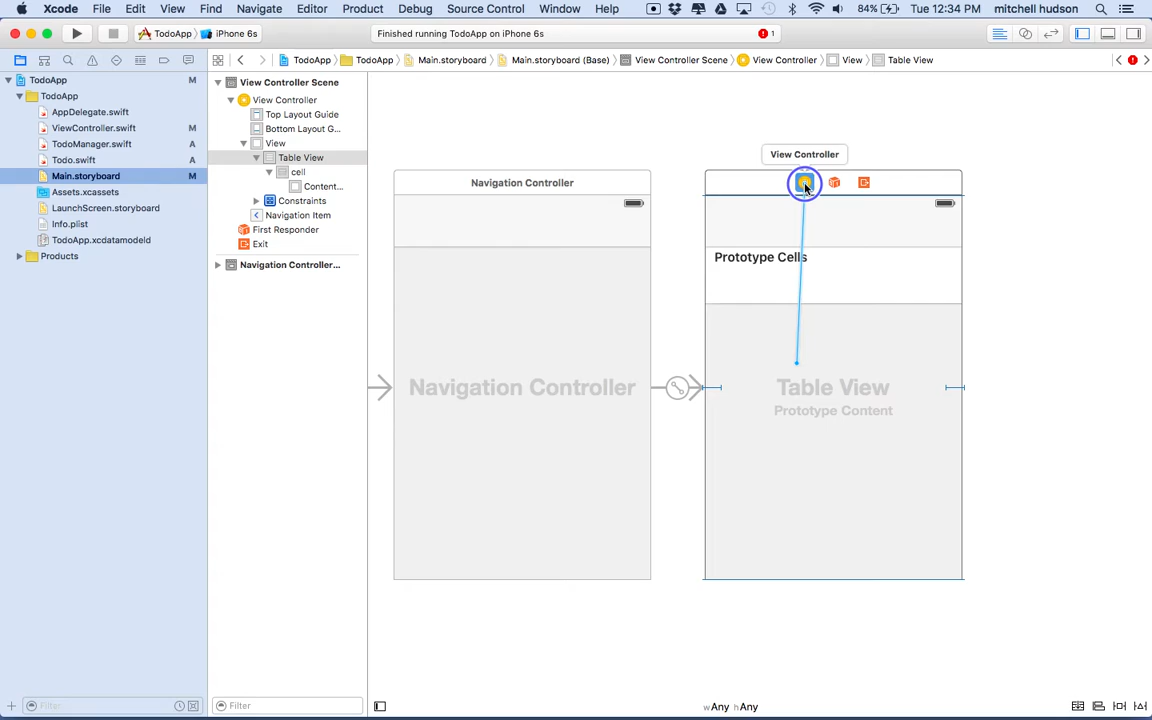 Xcode File Edit View Find Navigate Editor Product Debug Source Control Window Help 84% Tue 12:34 PM mitchell hudson
TodoApp iPhone 6s Finished running TodoApp on iPhone 6s 1
TodoApp TodoApp Main.storyboard Main.storyboard (Base) View Controller Scene View Controller View Table View
TodoApp M
TodoApp
AppDelegate.swift
ViewController.swift M
TodoManager.swift A
Todo.swift A
Main.storyboard M
Assets.xcassets
LaunchScreen.storyboard
Info.plist
TodoApp.xcdatamodeld
Products
View Controller Scene
View Controller
Top Layout Guide
Bottom Layout G...
View
Table View
cell
Content...
Constraints
Navigation Item
First Responder
Exit
Navigation Controller...
Navigation Controller
Navigation Controller
View Controller
Prototype Cells
Table View
Prototype Content
Filter
Filter
wAny hAny